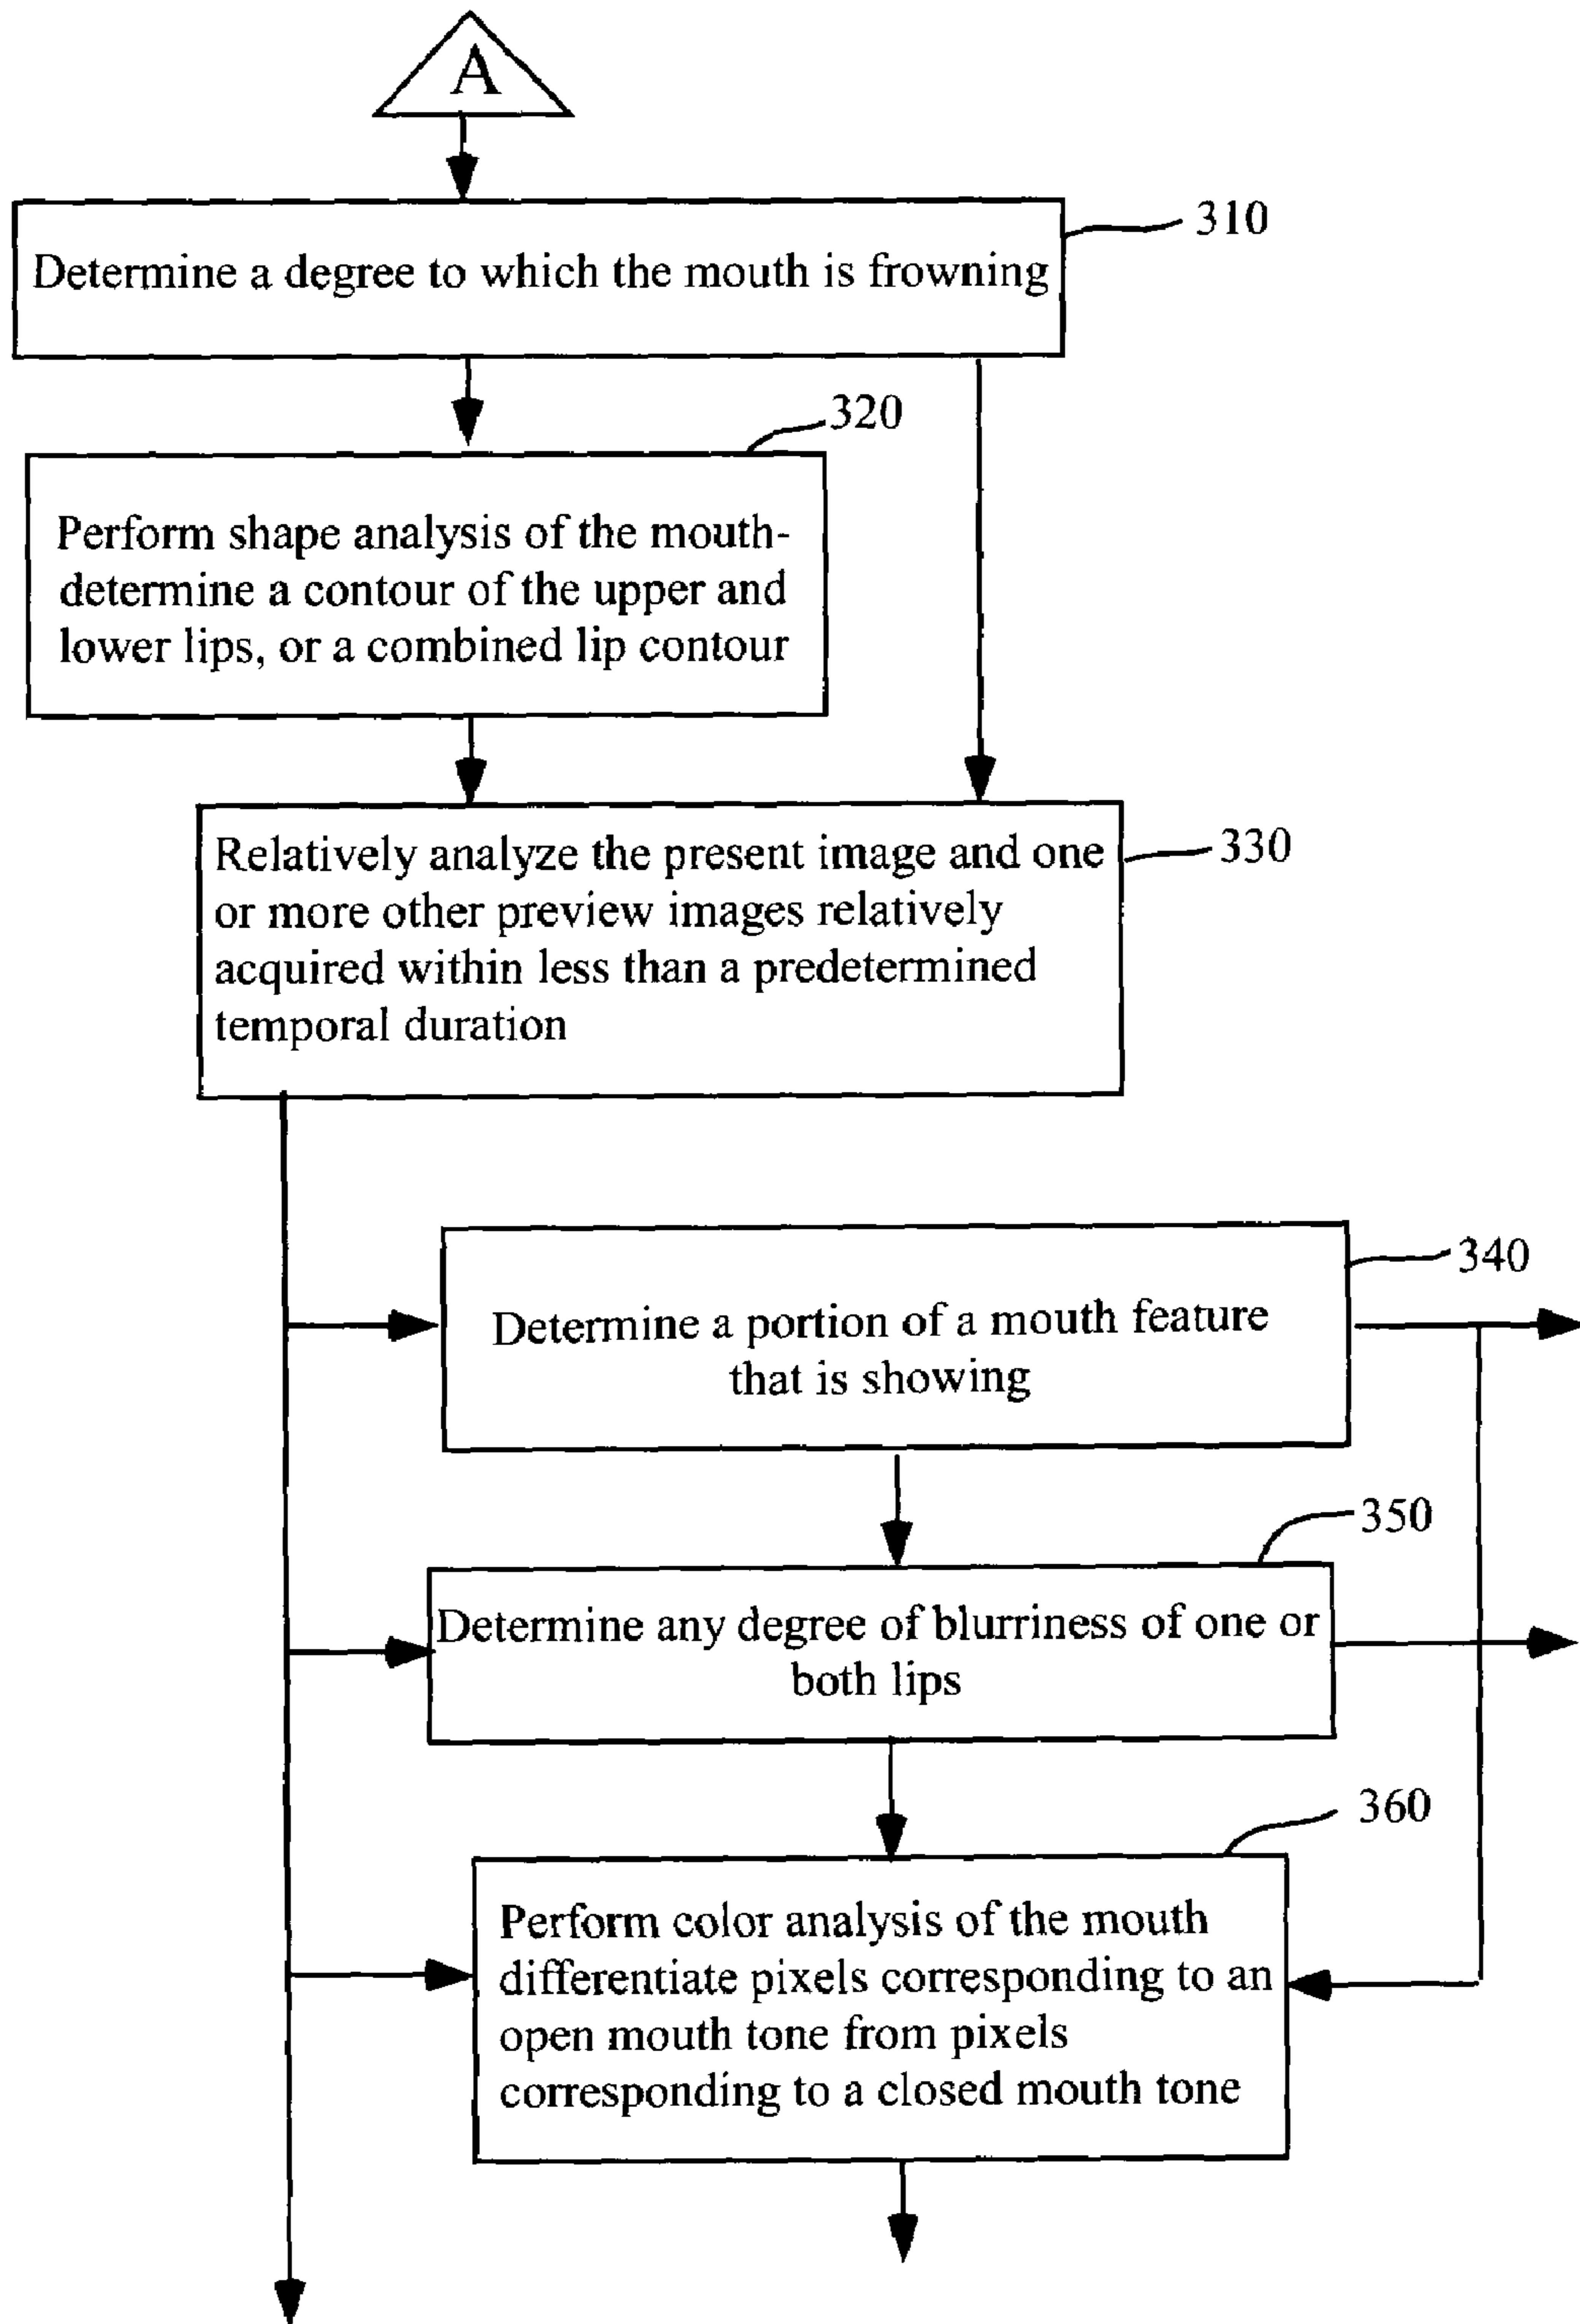 A
310
Determine a degree to which the mouth is frowning
320
Perform shape analysis of the mouth-
determine a contour of the upper and
lower lips, or a combined lip contour
330
Relatively analyze the present image and one
or more other preview images relatively
acquired within less than a predetermined
temporal duration
340
Determine a portion of a mouth feature
that is showing
350
Determine any degree of blurriness of one or
both lips
360
Perform color analysis of the mouth
differentiate pixels corresponding to an
open mouth tone from pixels
corresponding to a closed mouth tone